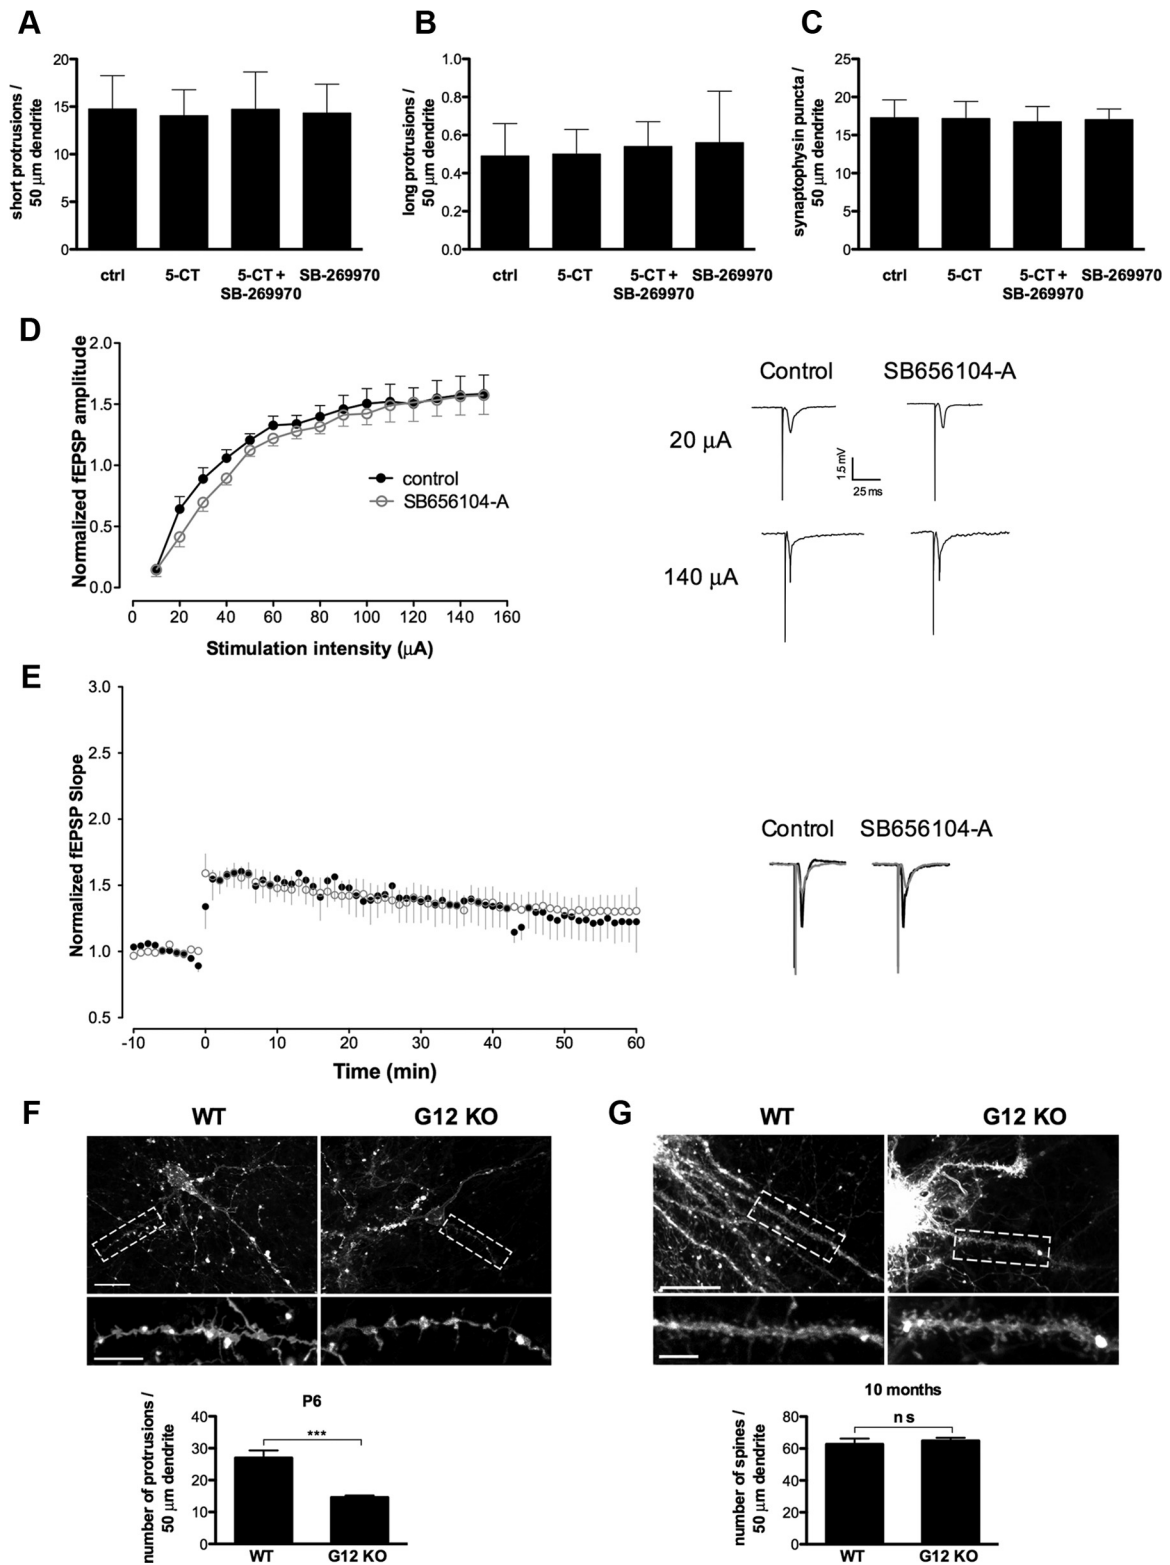 A
short protrusions /
50 µm dendrite
20
15
10
5
0
ctrl
5-CT
5-CT +
SB-269970
SB-269970
B
long protrusions /
50 µm dendrite
1.0
0.8
0.6
0.4
0.2
0.0
ctrl
5-CT
5-CT +
SB-269970
SB-269970
C
synaptophysin puncta /
50 µm dendrite
25
20
15
10
5
0
ctrl
5-CT
5-CT +
SB-269970
SB-269970
D
Normalized fEPSP amplitude
2.0
1.5
1.0
0.5
0.0
0 20 40 60 80 100 120 140 160
Stimulation intensity (µA)
control
SB656104-A
Control SB656104-A
20 µA
1.5 mV
25 ms
140 µA
E
Normalized fEPSP Slope
3.0
2.5
2.0
1.5
1.0
0.5
-10 0 10 20 30 40 50 60
Time (min)
Control SB656104-A
F
WT G12 KO
P6
number of protrusions /
50 µm dendrite
40
30
20
10
0
***
WT G12 KO
G
WT G12 KO
10 months
number of spines /
50 µm dendrite
80
60
40
20
0
n s
WT G12 KO